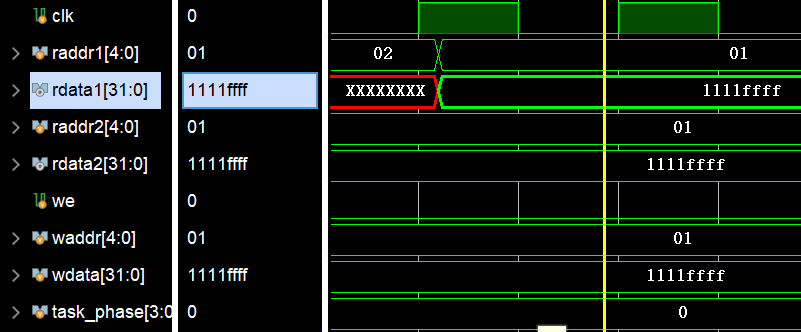 clk 0
raddr1[4:0] 01 02 01
rdata1[31:0] 1111ffff XXXXXXXX 1111ffff
raddr2[4:0] 01 01
rdata2[31:0] 1111ffff 1111ffff
we 0
waddr[4:0] 01 01
wdata[31:0] 1111ffff 1111ffff
task_phase[3:0 0 0